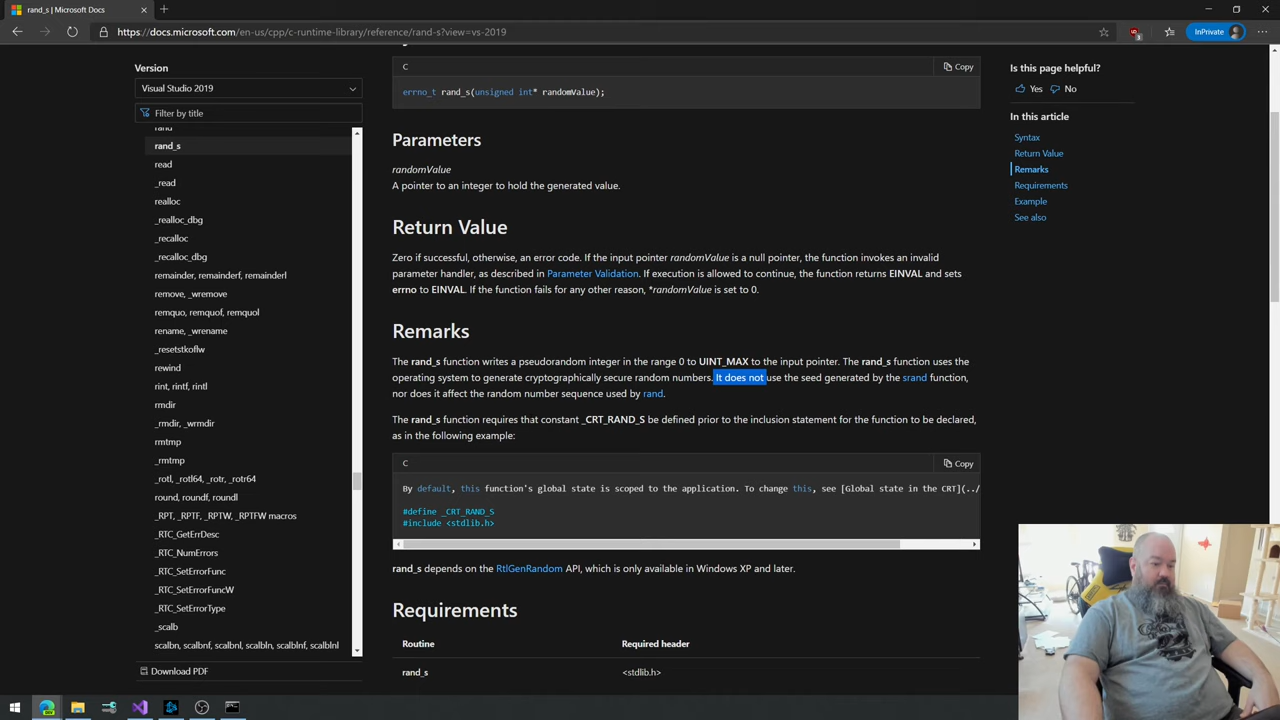 rand_s | Microsoft Docs
https://docs.microsoft.com/en-us/cpp/c-runtime-library/reference/rand-s?view=vs-2019
InPrivate
Version
Visual Studio 2019
Filter by title
rand
rand_s
read
_read
realloc
_realloc_dbg
_recalloc
_recalloc_dbg
remainder, remainderf, remainderl
remove, _wremove
remquo, remquof, remquol
rename, _wrename
_resetstkoflw
rewind
rint, rintf, rintl
rmdir
_rmdir, _wrmdir
rmtmp
_rmtmp
_rotl, _rotl64, _rotr, _rotr64
round, roundf, roundl
_RPT, _RPTF, _RPTW, _RPTFW macros
_RTC_GetErrDesc
_RTC_NumErrors
_RTC_SetErrorFunc
_RTC_SetErrorFuncW
_RTC_SetErrorType
_scalb
scalbn, scalbnf, scalbnl, scalbln, scalblnf, scalblnl
Download PDF
C
Copy
errno_t rand_s(unsigned int* randomValue);
Parameters
randomValue
A pointer to an integer to hold the generated value.
Return Value
Zero if successful, otherwise, an error code. If the input pointer randomValue is a null pointer, the function invokes an invalid
parameter handler, as described in Parameter Validation. If execution is allowed to continue, the function returns EINVAL and sets
errno to EINVAL. If the function fails for any other reason, *randomValue is set to 0.
Remarks
The rand_s function writes a pseudorandom integer in the range 0 to UINT_MAX to the input pointer. The rand_s function uses the
operating system to generate cryptographically secure random numbers. It does not use the seed generated by the srand function,
nor does it affect the random number sequence used by rand.
The rand_s function requires that constant _CRT_RAND_S be defined prior to the inclusion statement for the function to be declared,
as in the following example:
C
Copy
By default, this function's global state is scoped to the application. To change this, see [Global state in the CRT](../
#define _CRT_RAND_S
#include <stdlib.h>
rand_s depends on the RtlGenRandom API, which is only available in Windows XP and later.
Requirements
Routine
Required header
rand_s
<stdlib.h>
Is this page helpful?
Yes
No
In this article
Syntax
Return Value
Remarks
Requirements
Example
See also